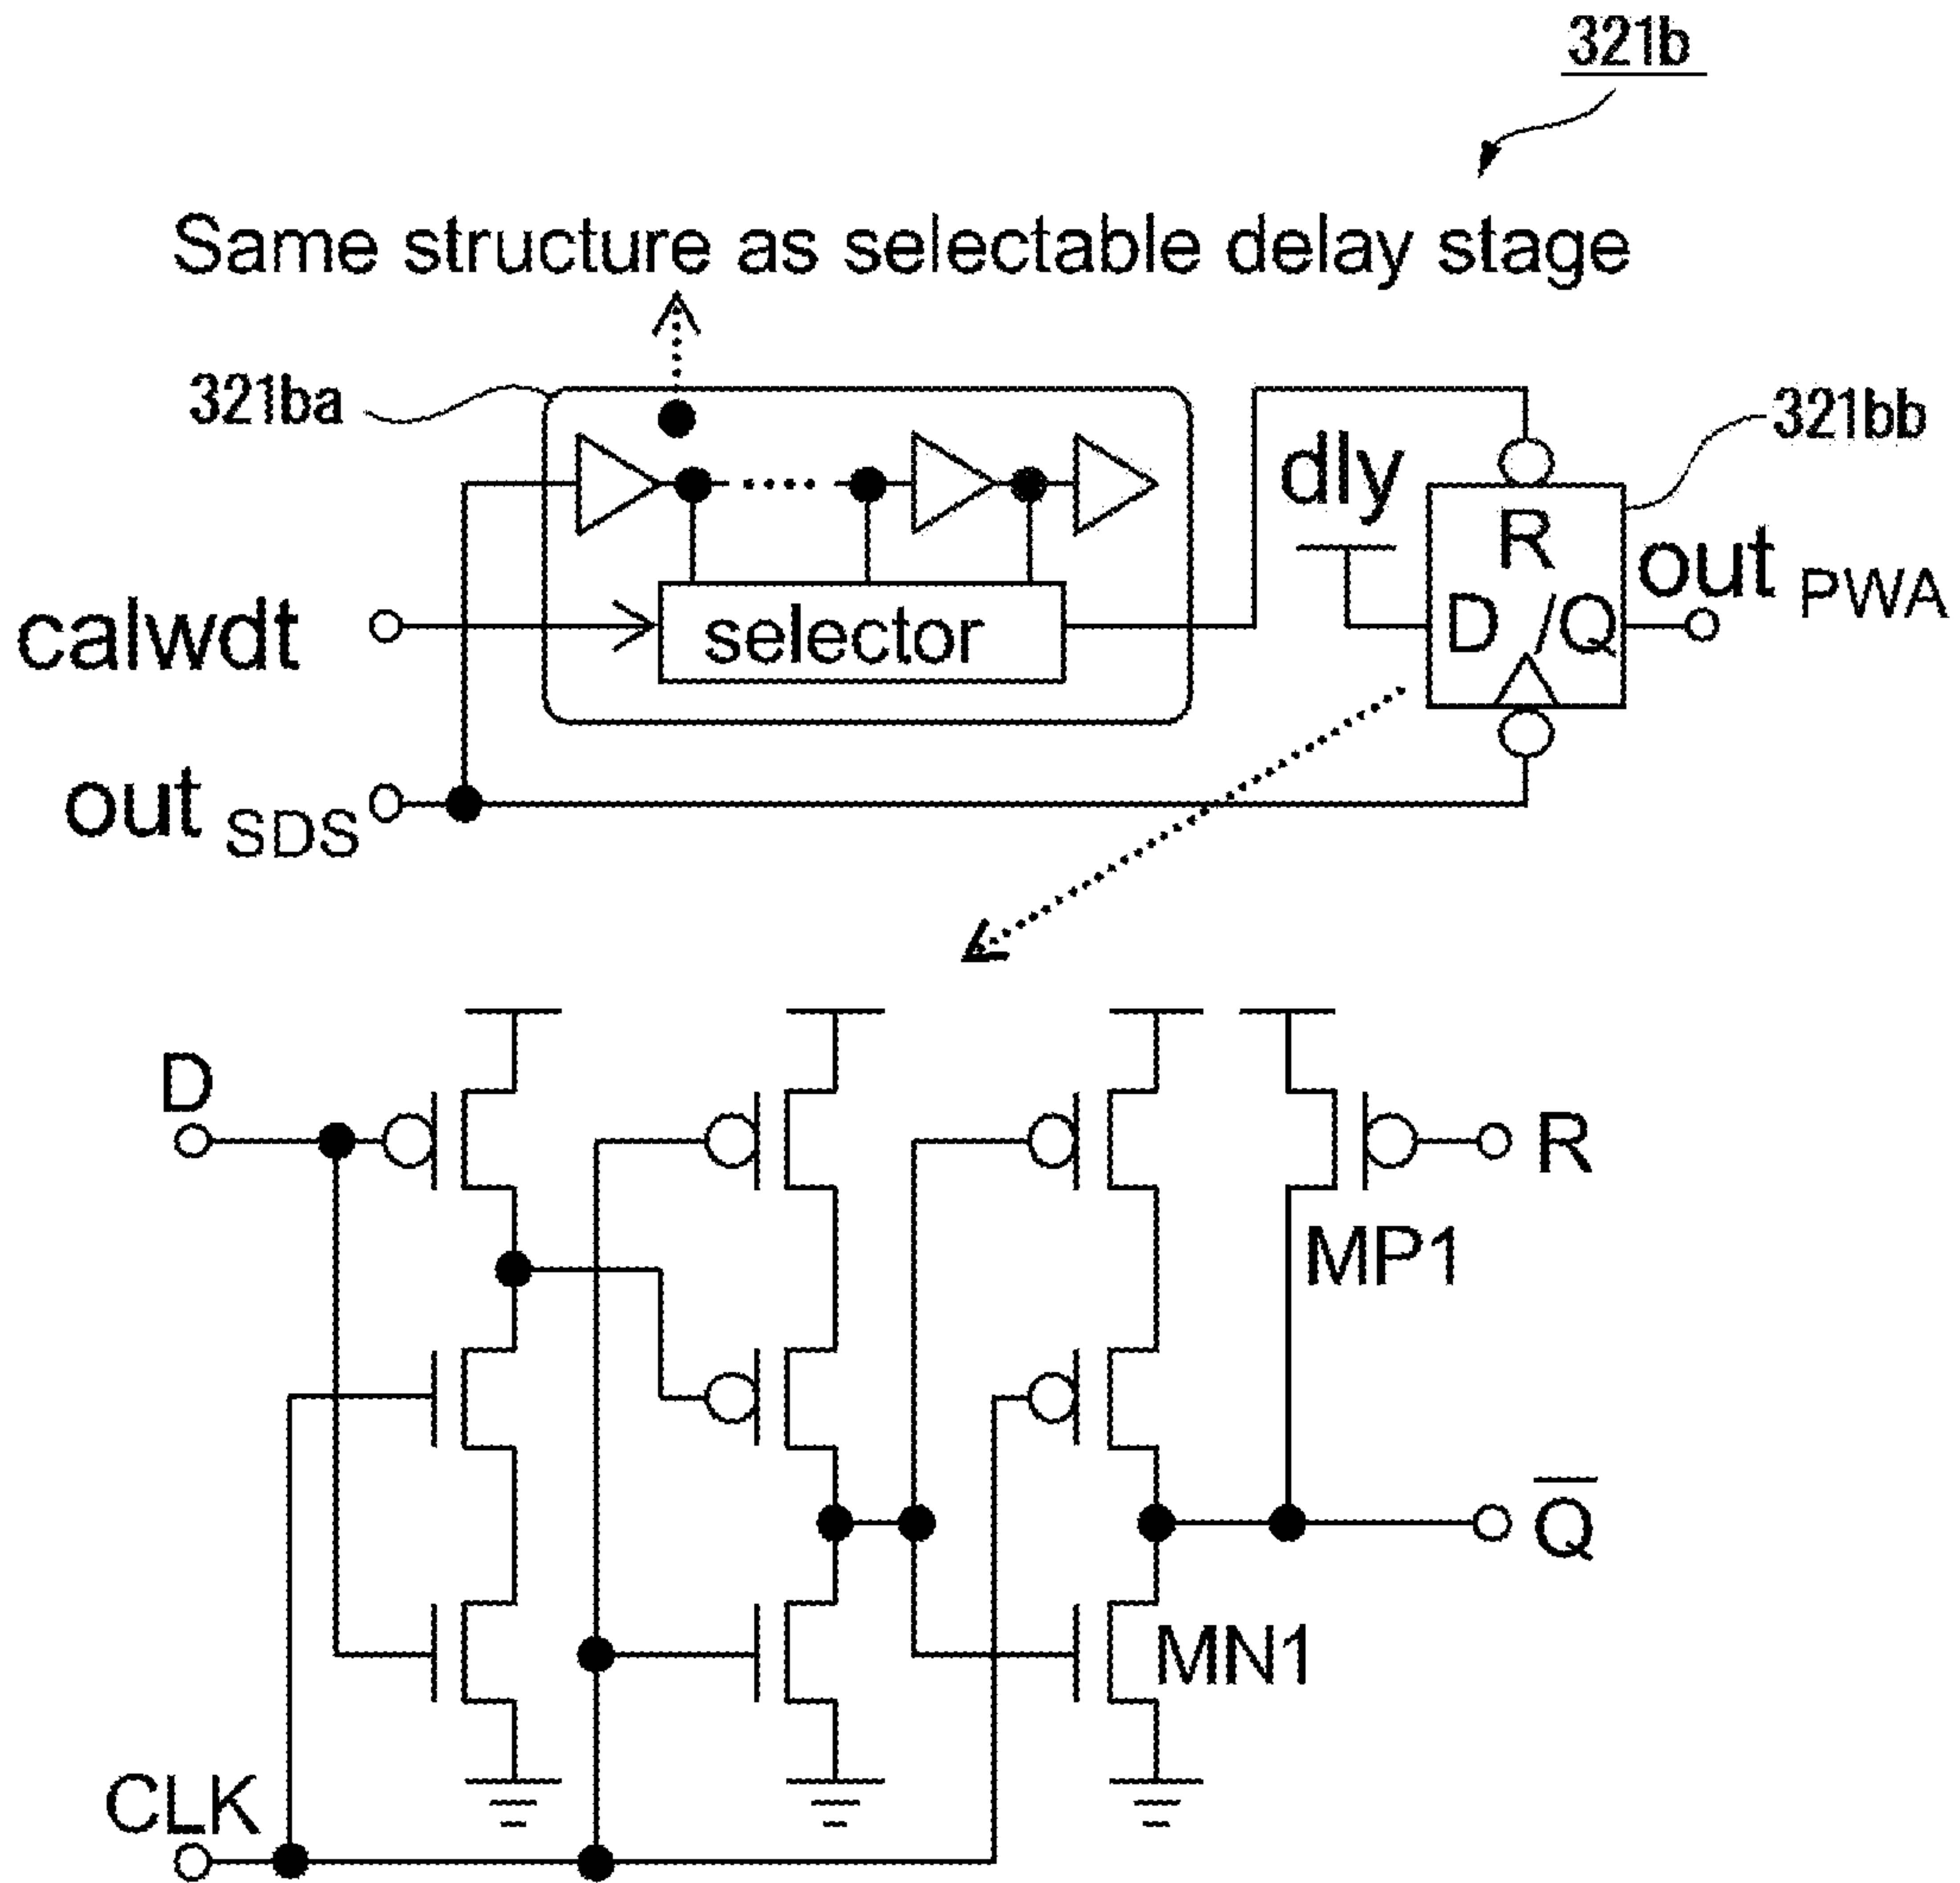 321b
Same structure as selectable delay stage
321ba
321bb
dly
R
D /Q
out PWA
calwdt
selector
out SDS
D
R
MP1
Q̅
MN1
CLK